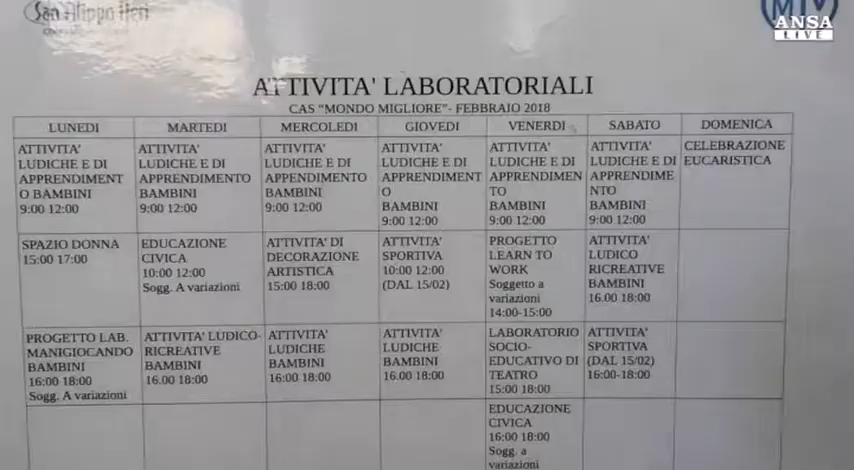 San Filippo Neri
MIV
ANSA
LIVE
ATTIVITA' LABORATORIALI
CAS "MONDO MIGLIORE"- FEBBRAIO 2018
LUNEDI MARTEDI MERCOLEDI GIOVEDI VENERDI SABATO DOMENICA
ATTIVITA'
LUDICHE E DI
APPRENDIMENT
O BAMBINI
9:00 12:00
ATTIVITA'
LUDICHE E DI
APPRENDIMENTO
BAMBINI
9:00 12:00
ATTIVITA'
LUDICHE E DI
APPENDIMENTO
BAMBINI
9:00 12:00
ATTIVITA'
LUDICHE E DI
APPRENDIMENT
O
BAMBINI
9:00 12:00
ATTIVITA'
LUDICHE E DI
APPRENDIMEN
TO
BAMBINI
9:00 12:00
ATTIVITA'
LUDICHE E DI
APPRENDIME
NTO
BAMBINI
9:00 12:00
CELEBRAZIONE
EUCARISTICA
SPAZIO DONNA
15:00 17:00
EDUCAZIONE
CIVICA
10:00 12:00
Sogg. A variazioni
ATTIVITA' DI
DECORAZIONE
ARTISTICA
15:00 18:00
ATTIVITA'
SPORTIVA
10:00 12:00
(DAL 15/02)
PROGETTO
LEARN TO
WORK
Soggetto a
variazioni
14:00-15:00
ATTIVITA'
LUDICO
RICREATIVE
BAMBINI
16.00 18:00
PROGETTO LAB.
MANIGIOCANDO
BAMBINI
16:00 18:00
Sogg. A variazioni
ATTIVITA' LUDICO-
RICREATIVE
BAMBINI
16.00 18:00
ATTIVITA'
LUDICHE
BAMBINI
16:00 18:00
ATTIVITA'
LUDICHE
BAMBINI
16.00 18:00
LABORATORIO
SOCIO-
EDUCATIVO DI
TEATRO
15:00 18:00
ATTIVITA'
SPORTIVA
(DAL 15/02)
16:00-18:00
EDUCAZIONE
CIVICA
16:00 18:00
Sogg. a
variazioni